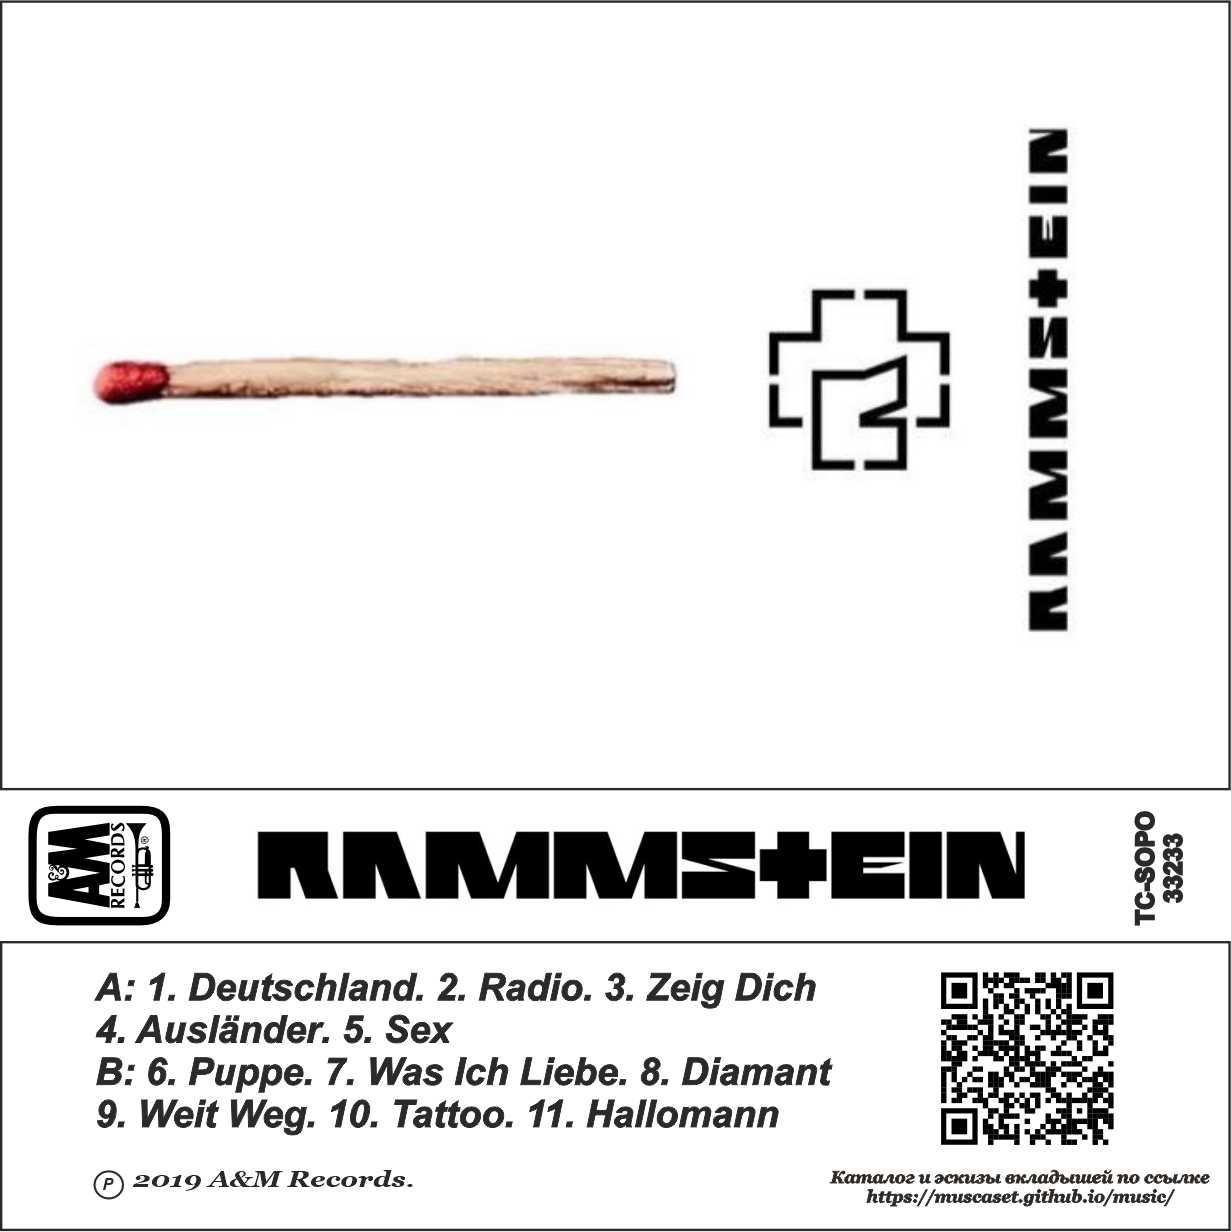 RAMMSTEIN
A&M
RECORDS
®
RAMMSTEIN
TC-SOPO
33233
A: 1. Deutschland. 2. Radio. 3. Zeig Dich
4. Ausländer. 5. Sex
B: 6. Puppe. 7. Was Ich Liebe. 8. Diamant
9. Weit Weg. 10. Tattoo. 11. Hallomann
Ⓟ 2019 A&M Records.
Каталог и эскизы вкладышей по ссылке
https://muscaset.github.io/music/